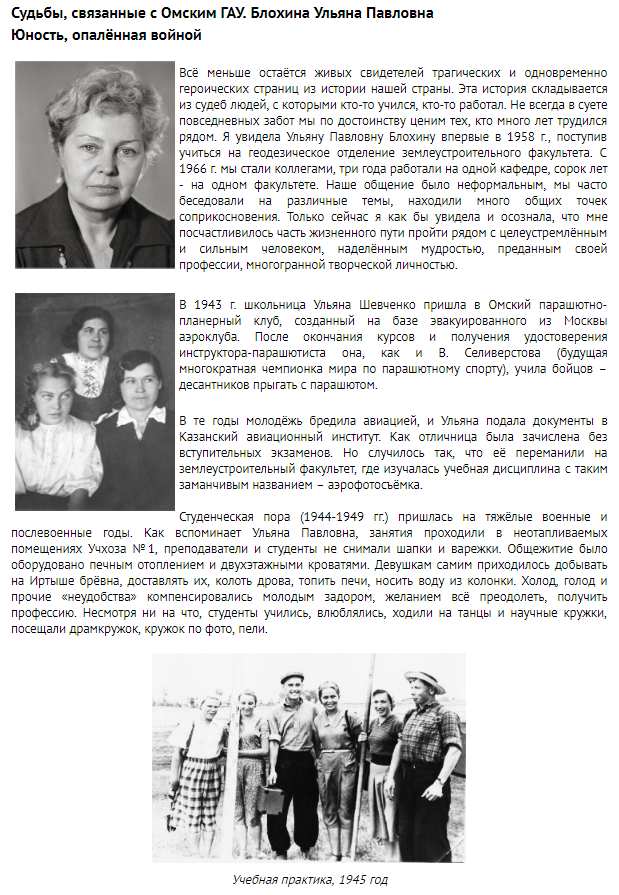 Судьбы, связанные с Омским ГАУ. Блохина Ульяна Павловна
Юность, опалённая войной
Всё меньше остаётся живых свидетелей трагических и одновременно
героических страниц из истории нашей страны. Эта история складывается
из судеб людей, с которыми кто-то учился, кто-то работал. Не всегда в суете
повседневных забот мы по достоинству ценим тех, кто много лет трудился
рядом. Я увидела Ульяну Павловну Блохину впервые в 1958 г., поступив
учиться на геодезическое отделение землеустроительного факультета. С
1966 г. мы стали коллегами, три года работали на одной кафедре, сорок лет
- на одном факультете. Наше общение было неформальным, мы часто
беседовали на различные темы, находили много общих точек
соприкосновения. Только сейчас я как бы увидела и осознала, что мне
посчастливилось часть жизненного пути пройти рядом с целеустремлённым
и сильным человеком, наделённым мудростью, преданным своей
профессии, многогранной творческой личностью.
В 1943 г. школьница Ульяна Шевченко пришла в Омский парашютно-
планерный клуб, созданный на базе эвакуированного из Москвы
аэроклуба. После окончания курсов и получения удостоверения
инструктора-парашютиста она, как и В. Селиверстова (будущая
многократная чемпионка мира по парашютному спорту), учила бойцов –
десантников прыгать с парашютом.
В те годы молодёжь бредила авиацией, и Ульяна подала документы в
Казанский авиационный институт. Как отличница была зачислена без
вступительных экзаменов. Но случилось так, что её переманили на
землеустроительный факультет, где изучалась учебная дисциплина с таким
заманчивым названием – аэрофотосъёмка.
Студенческая пора (1944-1949 гг.) пришлась на тяжёлые военные и
послевоенные годы. Как вспоминает Ульяна Павловна, занятия проходили в неотапливаемых
помещениях Учхоза №1, преподаватели и студенты не снимали шапки и варежки. Общежитие было
оборудовано печным отоплением и двухэтажными кроватями. Девушкам самим приходилось добывать
на Иртыше брёвна, доставлять их, колоть дрова, топить печи, носить воду из колонки. Холод, голод и
прочие «неудобства» компенсировались молодым задором, желанием всё преодолеть, получить
профессию. Несмотря ни на что, студенты учились, влюблялись, ходили на танцы и научные кружки,
посещали драмкружок, кружок по фото, пели.
Учебная практика, 1945 год